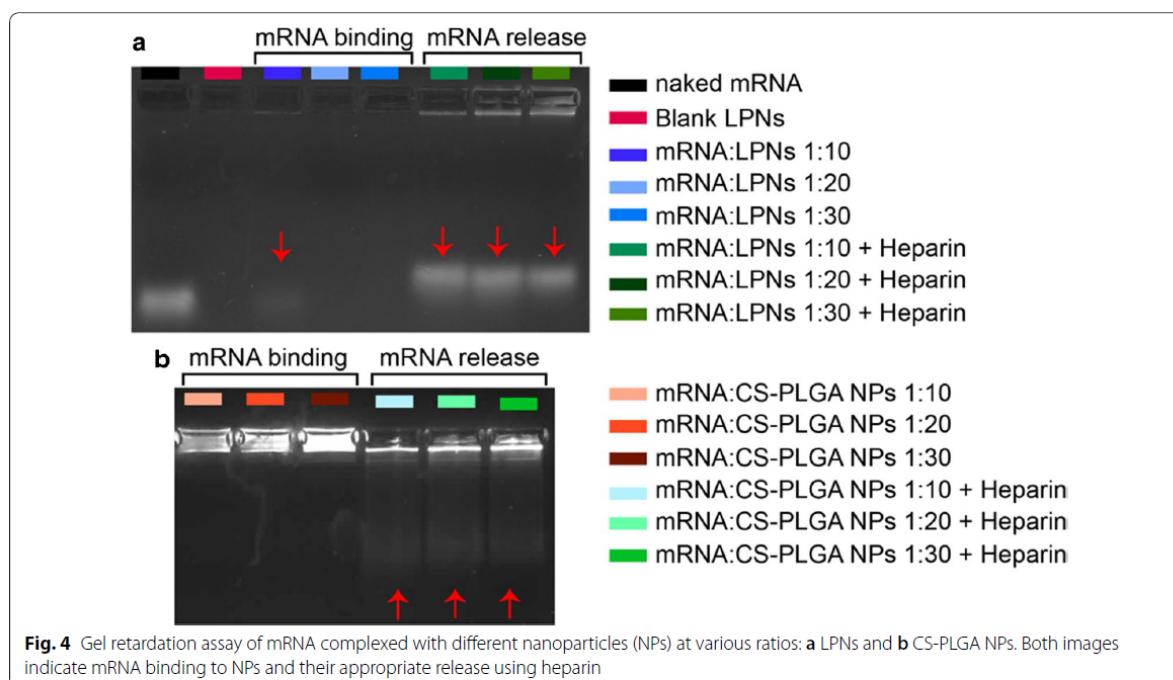 a
mRNA binding
mRNA release
naked mRNA
Blank LPNs
mRNA:LPNs 1:10
mRNA:LPNs 1:20
mRNA:LPNs 1:30
mRNA:LPNs 1:10 + Heparin
mRNA:LPNs 1:20 + Heparin
mRNA:LPNs 1:30 + Heparin
b
mRNA binding
mRNA release
mRNA:CS-PLGA NPs 1:10
mRNA:CS-PLGA NPs 1:20
mRNA:CS-PLGA NPs 1:30
mRNA:CS-PLGA NPs 1:10 + Heparin
mRNA:CS-PLGA NPs 1:20 + Heparin
mRNA:CS-PLGA NPs 1:30 + Heparin
Fig. 4 Gel retardation assay of mRNA complexed with different nanoparticles (NPs) at various ratios: a LPNs and b CS-PLGA NPs. Both images
indicate mRNA binding to NPs and their appropriate release using heparin